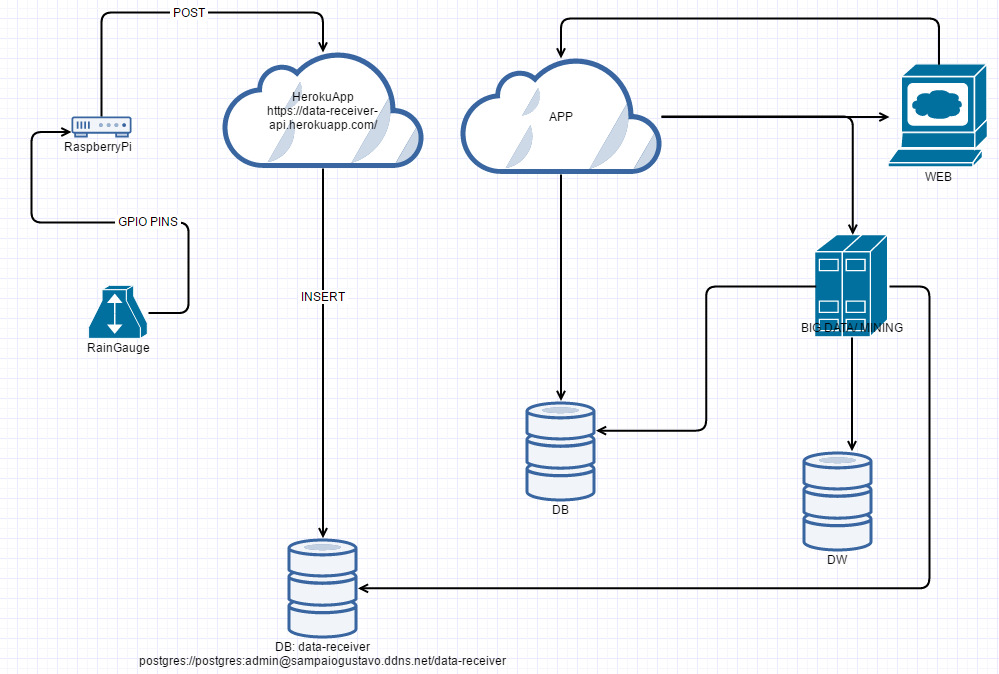 POST
HerokuApp
https://data-receiver-
api.herokuapp.com/
APP
RaspberryPi
WEB
GPIO PINS
INSERT
BIG DATA/ MINING
RainGauge
DB
DW
DB: data-receiver
postgres://postgres:admin@sampaiogustavo.ddns.net/data-receiver